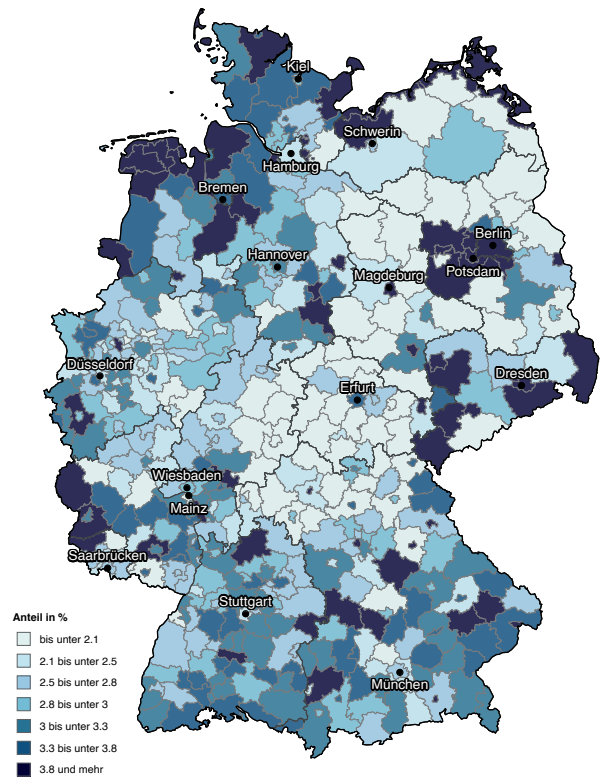 Kiel
Schwerin
Hamburg
Bremen
Berlin
Hannover
Potsdam
Magdeburg
Düsseldorf
Dresden
Erfurt
Wiesbaden
Mainz
Saarbrücken
Stuttgart
München
Anteil in %
bis unter 2.1
2.1 bis unter 2.5
2.5 bis unter 2.8
2.8 bis unter 3
3 bis unter 3.3
3.3 bis unter 3.8
3.8 und mehr